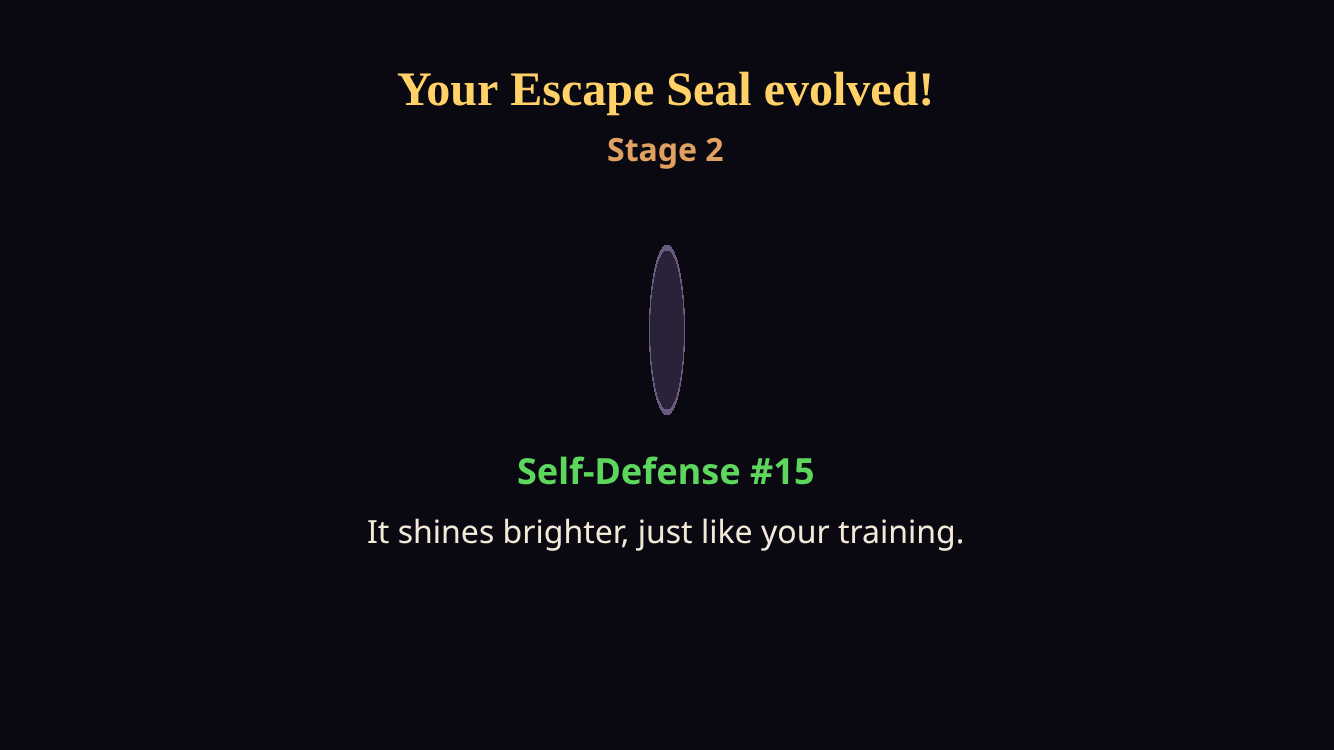 Your Escape Seal evolved!
Stage 2
Self-Defense #15
It shines brighter, just like your training.